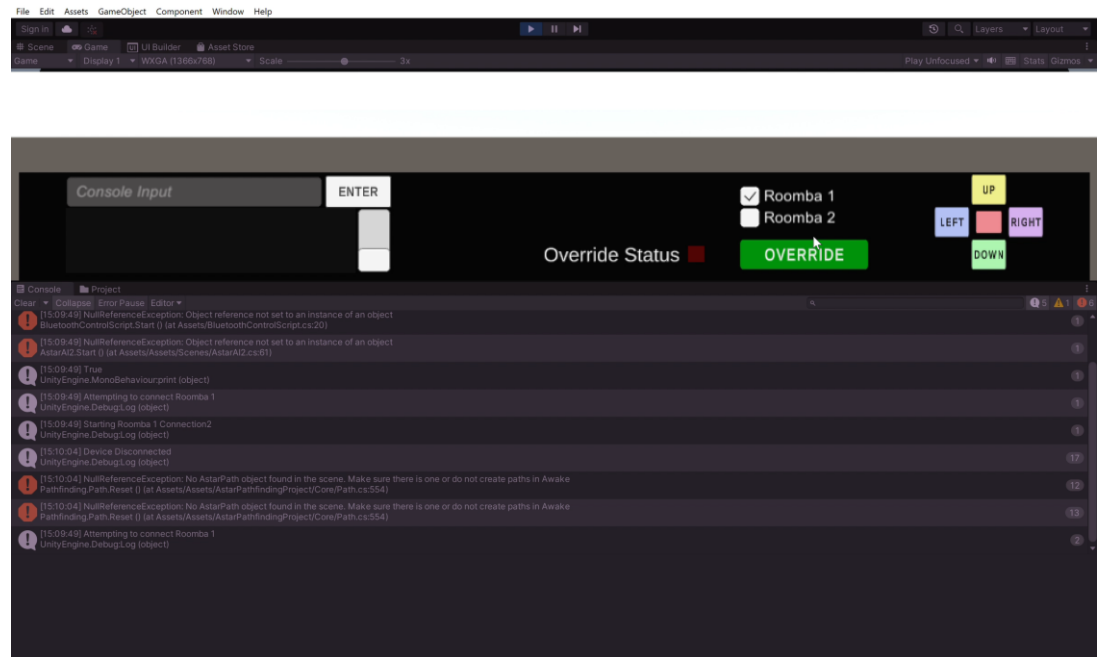 File Edit Assets GameObject Component Window Help
Sign in Layers Layout
Scene Game UI Builder Asset Store
Game Display 1 WXGA (1366x768) Scale 3x Play Unfocused Stats Gizmos
Console Input ENTER
Roomba 1
Roomba 2
Override Status OVERRIDE
UP
LEFT RIGHT
DOWN
Console Project
Clear Collapse Error Pause Editor 5 1 6
[15:09:49] NullReferenceException: Object reference not set to an instance of an object
BluetoothControlScript.Start () (at Assets/BluetoothControlScript.cs:20) 1
[15:09:49] NullReferenceException: Object reference not set to an instance of an object
AstarAI2.Start () (at Assets/Assets/Scenes/AstarAI2.cs:61) 1
[15:09:49] True
UnityEngine.MonoBehaviour:print (object) 1
[15:09:49] Attempting to connect Roomba 1
UnityEngine.Debug:Log (object) 1
[15:09:49] Starting Roomba 1 Connection2
UnityEngine.Debug:Log (object) 1
[15:10:04] Device Disconnected
UnityEngine.Debug:Log (object) 17
[15:10:04] NullReferenceException: No AstarPath object found in the scene. Make sure there is one or do not create paths in Awake
Pathfinding.Path.Reset () (at Assets/Assets/AstarPathfindingProject/Core/Path.cs:554) 12
[15:10:04] NullReferenceException: No AstarPath object found in the scene. Make sure there is one or do not create paths in Awake
Pathfinding.Path.Reset () (at Assets/Assets/AstarPathfindingProject/Core/Path.cs:554) 13
[15:09:49] Attempting to connect Roomba 1
UnityEngine.Debug:Log (object) 2